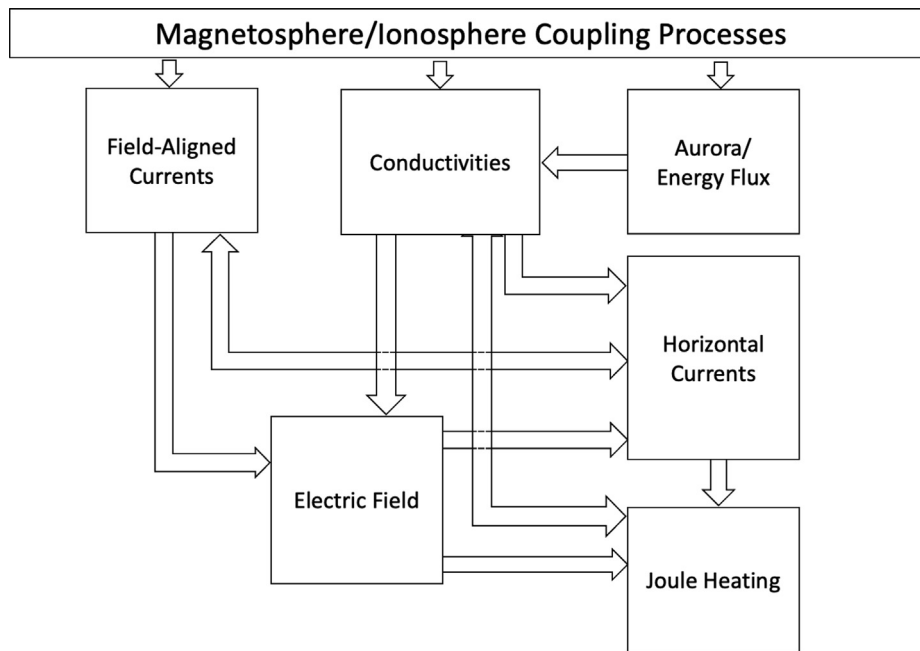 Magnetosphere/Ionosphere Coupling Processes
Field-Aligned
Currents
Conductivities
Aurora/
Energy Flux
Horizontal
Currents
Electric Field
Joule Heating